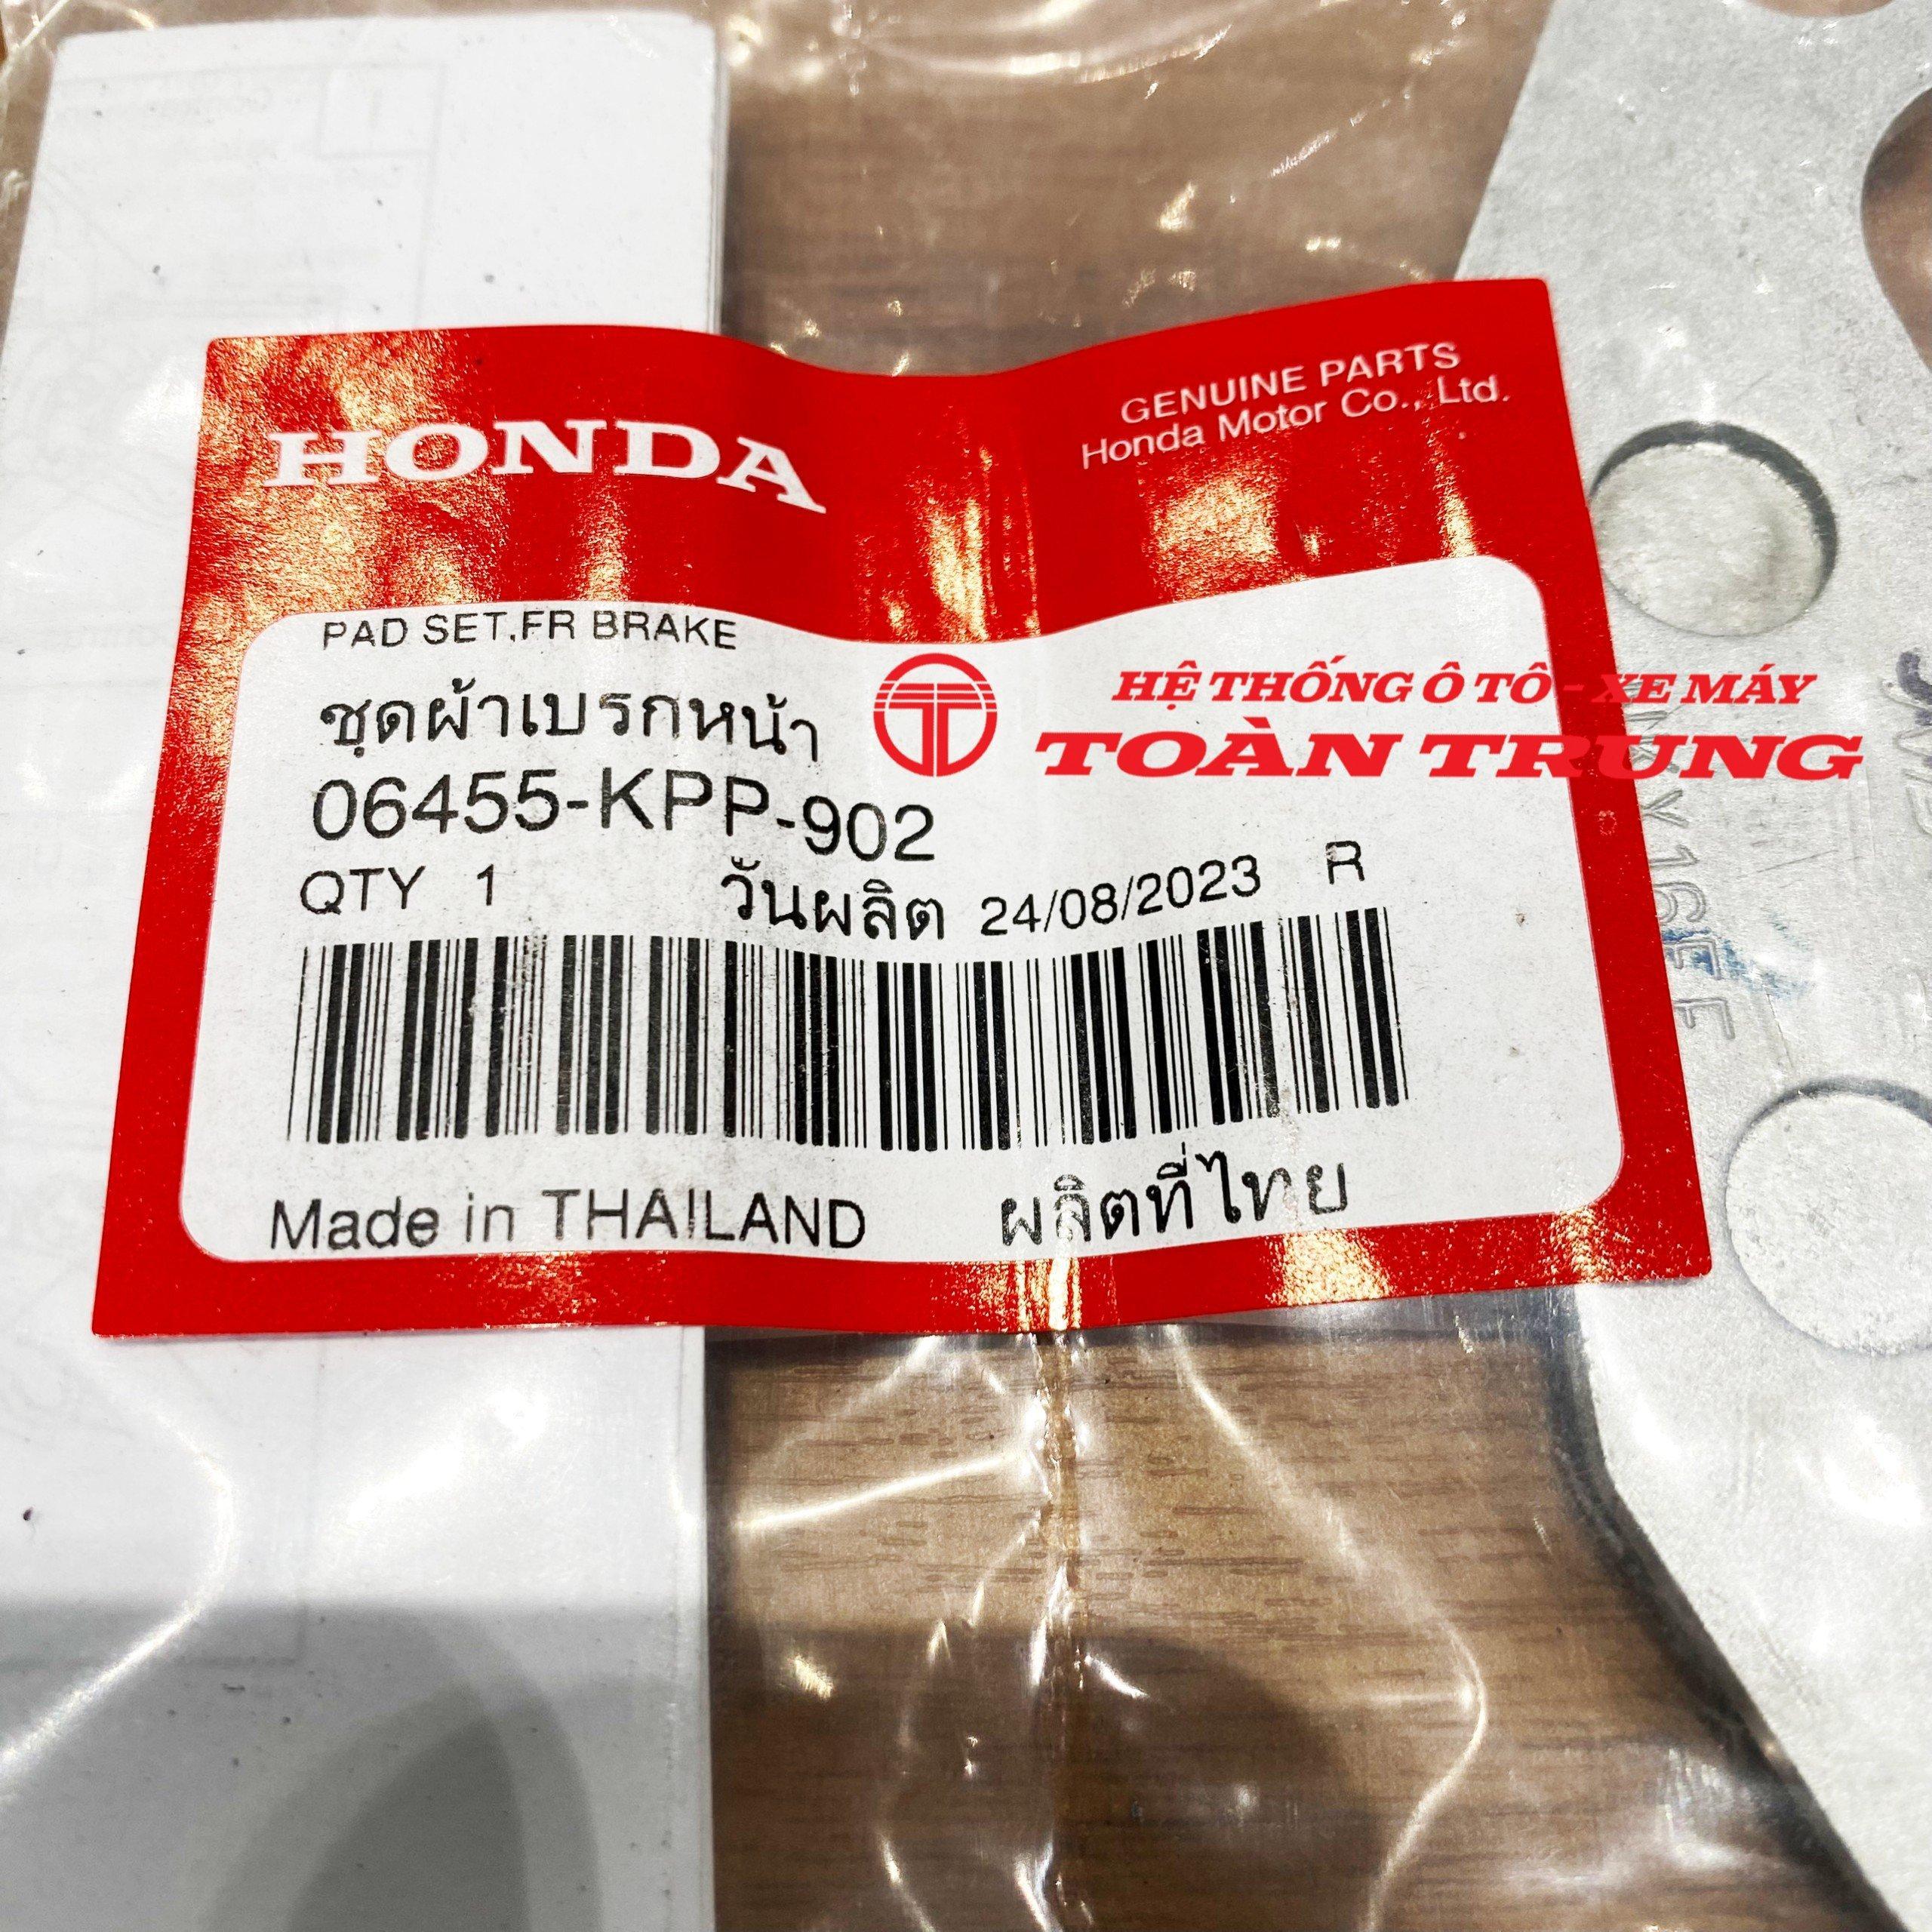 HONDA
GENUINE PARTS
Honda Motor Co., Ltd.
PAD SET,FR BRAKE
ชุดผ้าเบรกหน้า
HỆ THỐNG Ô TÔ - XE MÁY
TOÀN TRUNG
06455-KPP-902
QTY 1 วันผลิต 24/08/2023 R
Made in THAILAND ผลิตที่ไทย